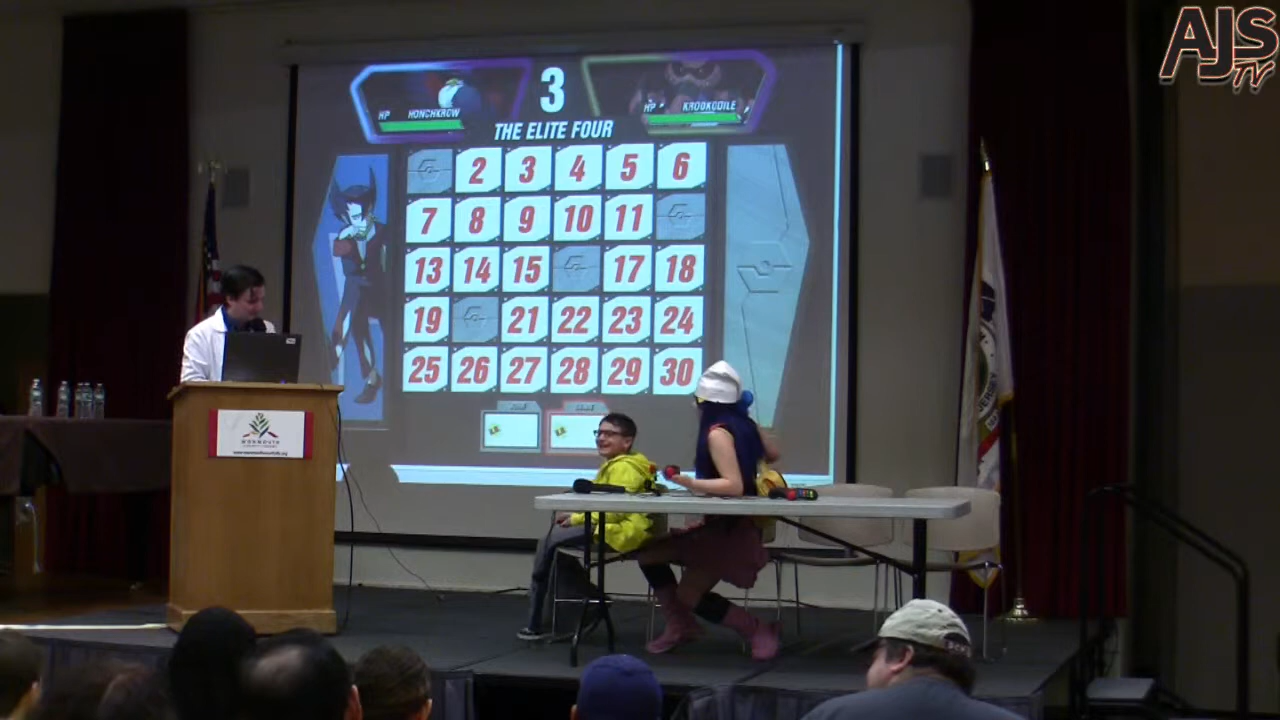 AJS
TV
HP HONCHKROW
3
HP KROOKODILE
THE ELITE FOUR
2 3 4 5 6
7 8 9 10 11
13 14 15 17 18
19 21 22 23 24
25 26 27 28 29 30
MONMOUTH